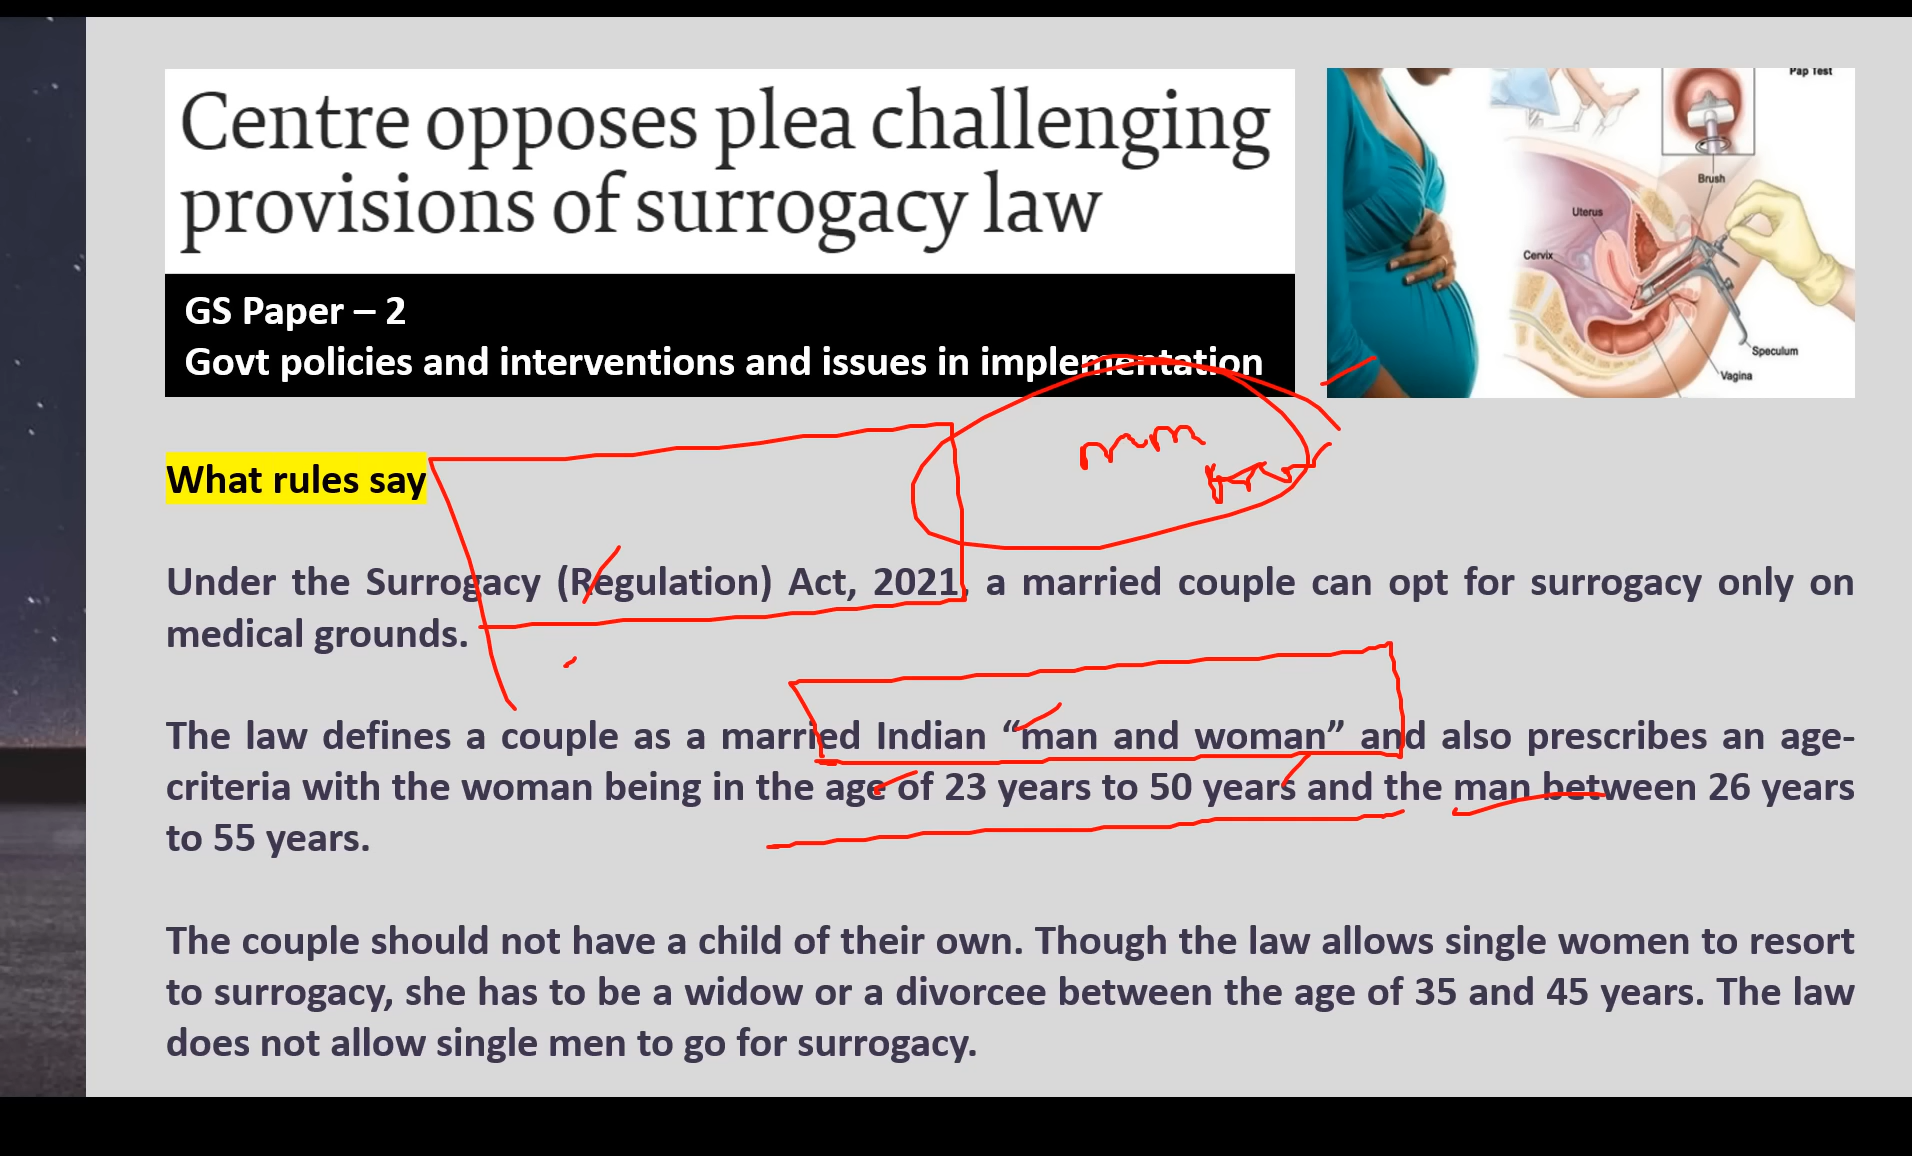 Centre opposes plea challenging
provisions of surrogacy law
GS Paper – 2
Govt policies and interventions and issues in implementation
Pap Test
Brush
Uterus
Cervix
Speculum
Vagina
What rules say
Under the Surrogacy (Regulation) Act, 2021, a married couple can opt for surrogacy only on
medical grounds.
The law defines a couple as a married Indian “man and woman” and also prescribes an age-
criteria with the woman being in the age of 23 years to 50 years and the man between 26 years
to 55 years.
The couple should not have a child of their own. Though the law allows single women to resort
to surrogacy, she has to be a widow or a divorcee between the age of 35 and 45 years. The law
does not allow single men to go for surrogacy.